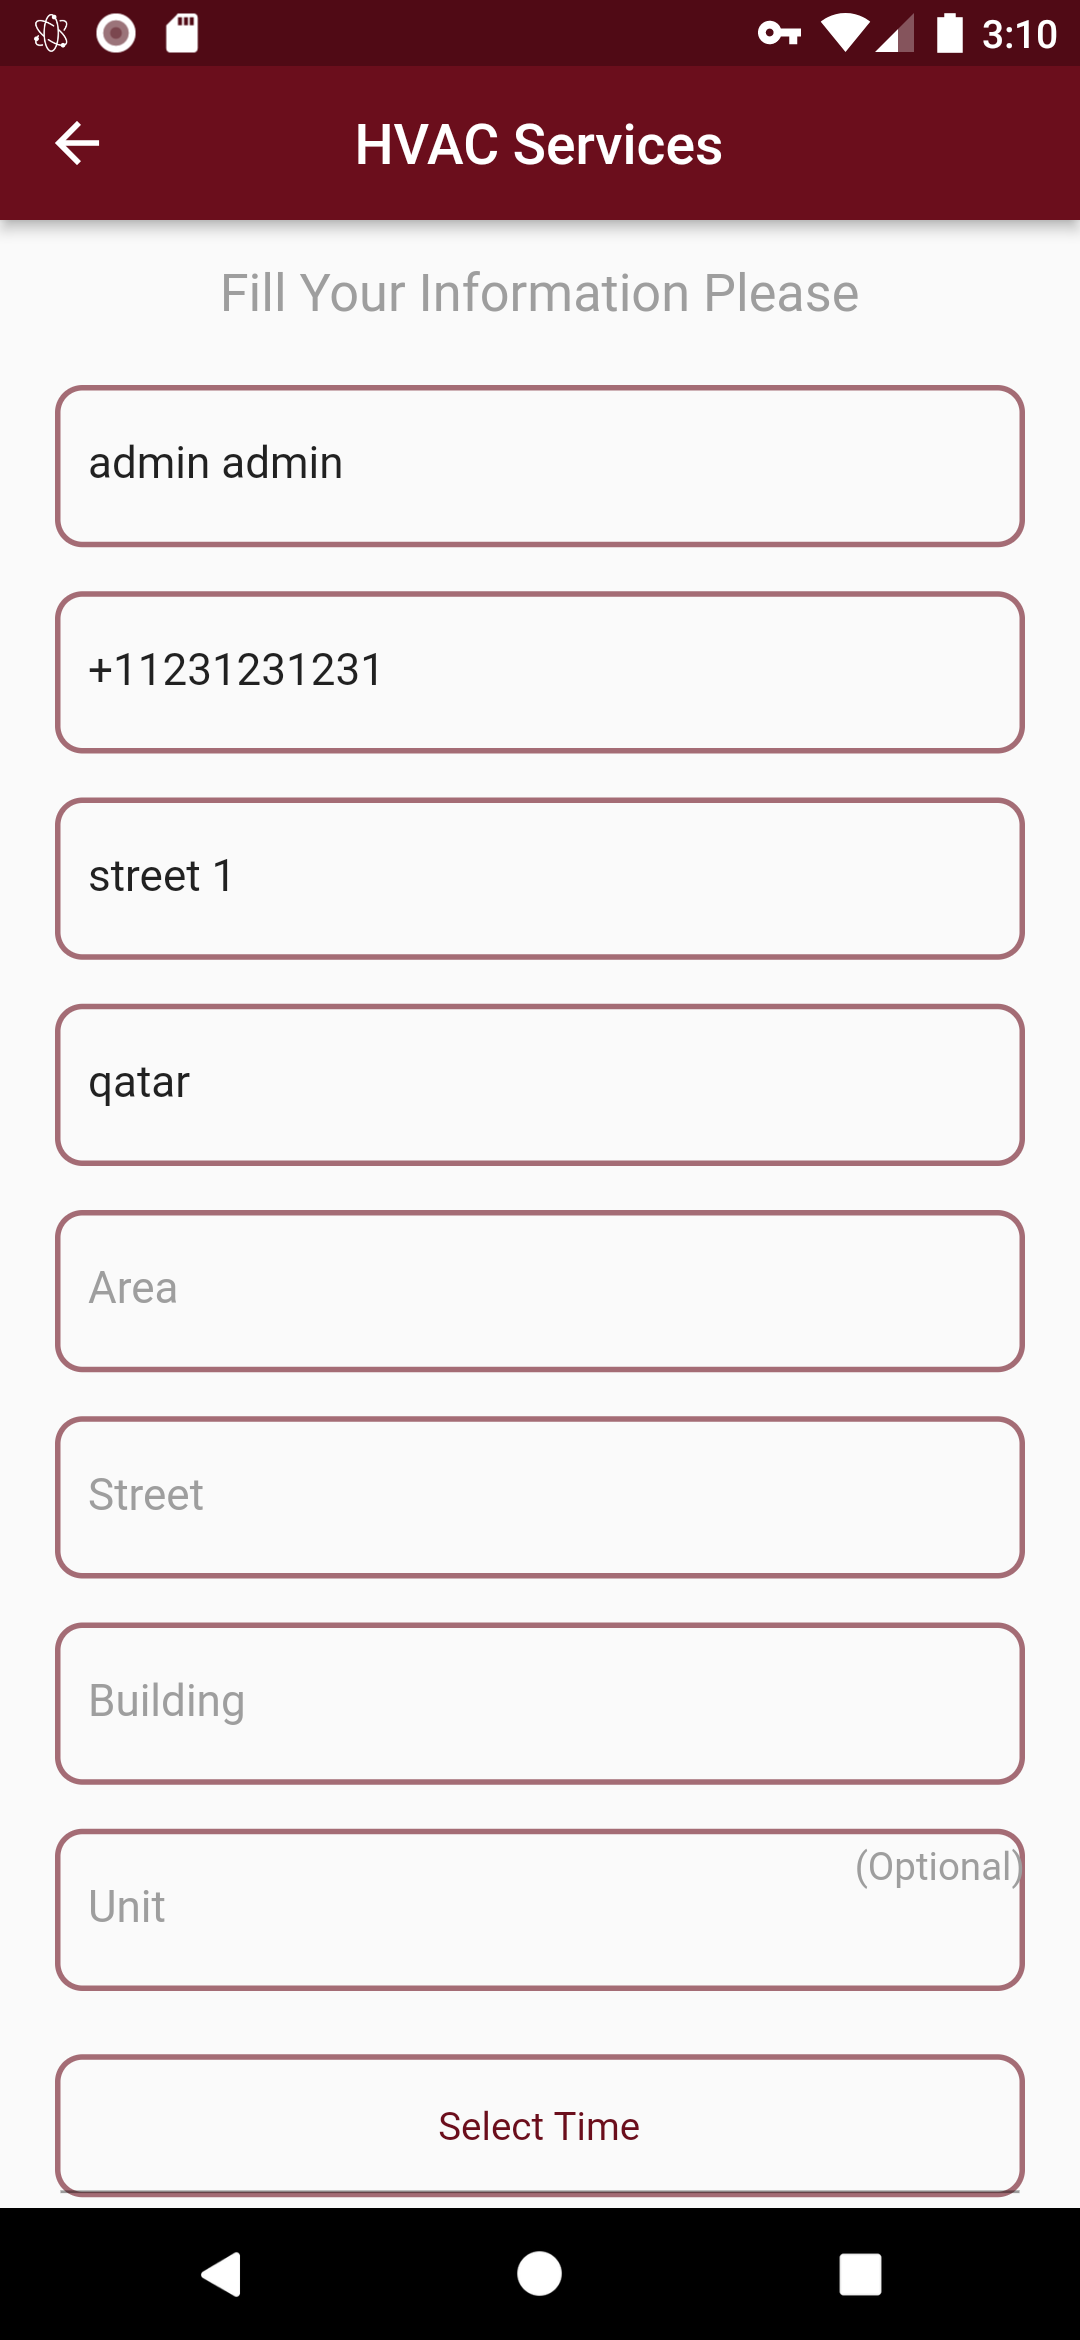 3:10
HVAC Services
Fill Your Information Please
admin admin
+11231231231
street 1
qatar
Area
Street
Building
(Optional)
Unit
Select Time